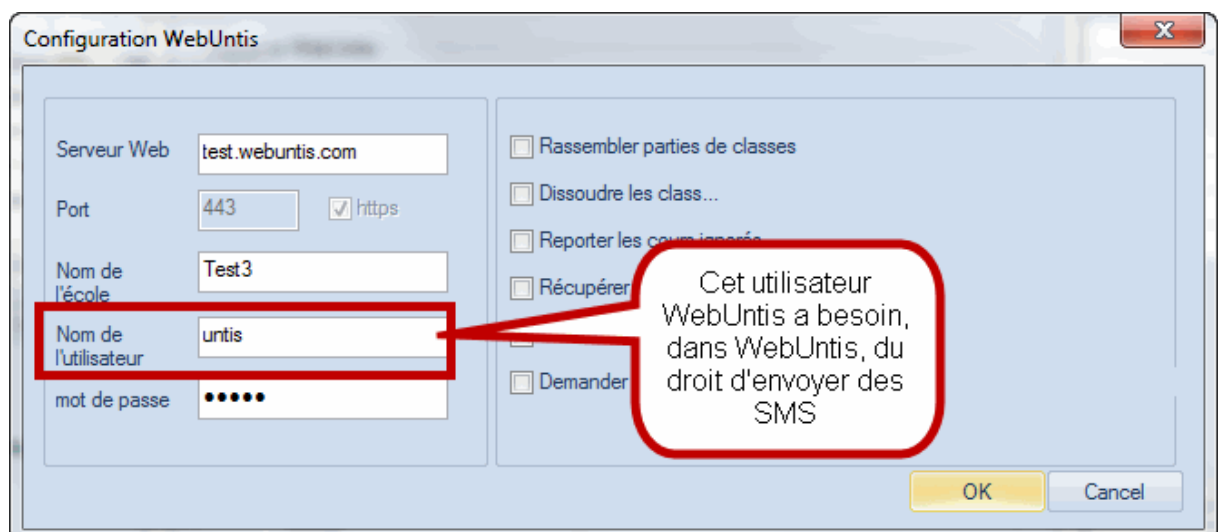 Configuration WebUntis
X
Serveur Web
test.webuntis.com
Port
443
https
Nom de
l'école
Test3
Nom de
l'utilisateur
untis
mot de passe
●●●●●
Rassembler parties de classes
Dissoudre les class...
Reporter les cours ignorés
Récupérer
Demander
Cet utilisateur
WebUntis a besoin,
dans WebUntis, du
droit d'envoyer des
SMS
OK
Cancel